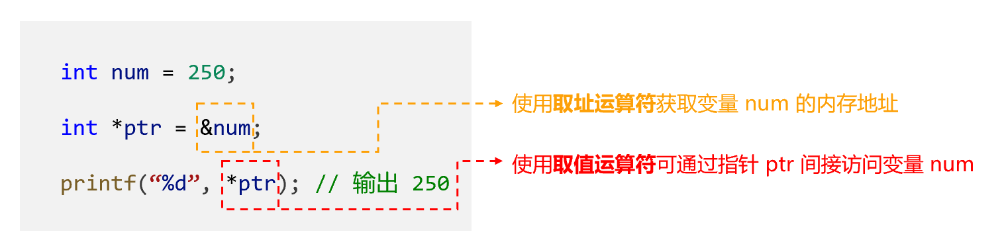 int num = 250;
使用取址运算符获取变量 num 的内存地址
int *ptr = &num;
使用取值运算符可通过指针 ptr 间接访问变量 num
printf(“%d”, *ptr); // 输出 250